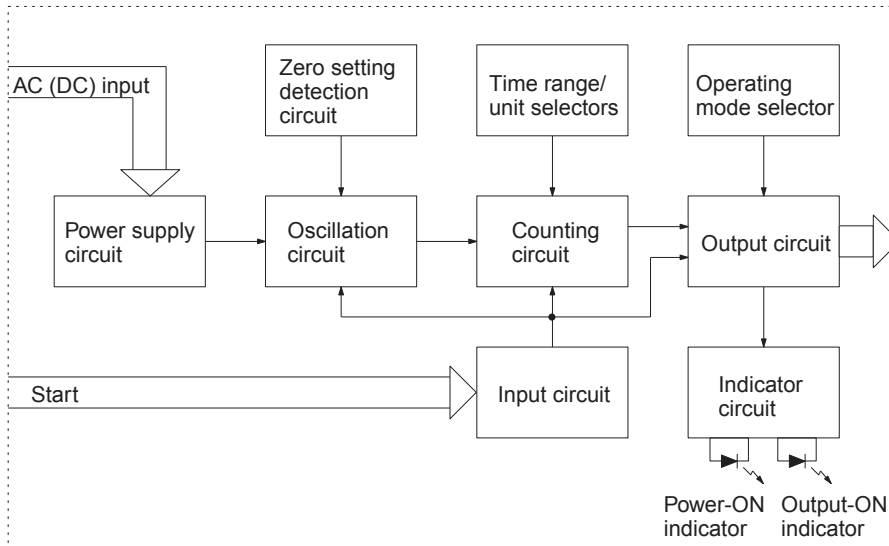 AC (DC) input
Zero setting
detection
circuit
Time range/
unit selectors
Operating
mode selector
Power supply
circuit
Oscillation
circuit
Counting
circuit
Output circuit
Start
Input circuit
Indicator
circuit
Power-ON
indicator
Output-ON
indicator